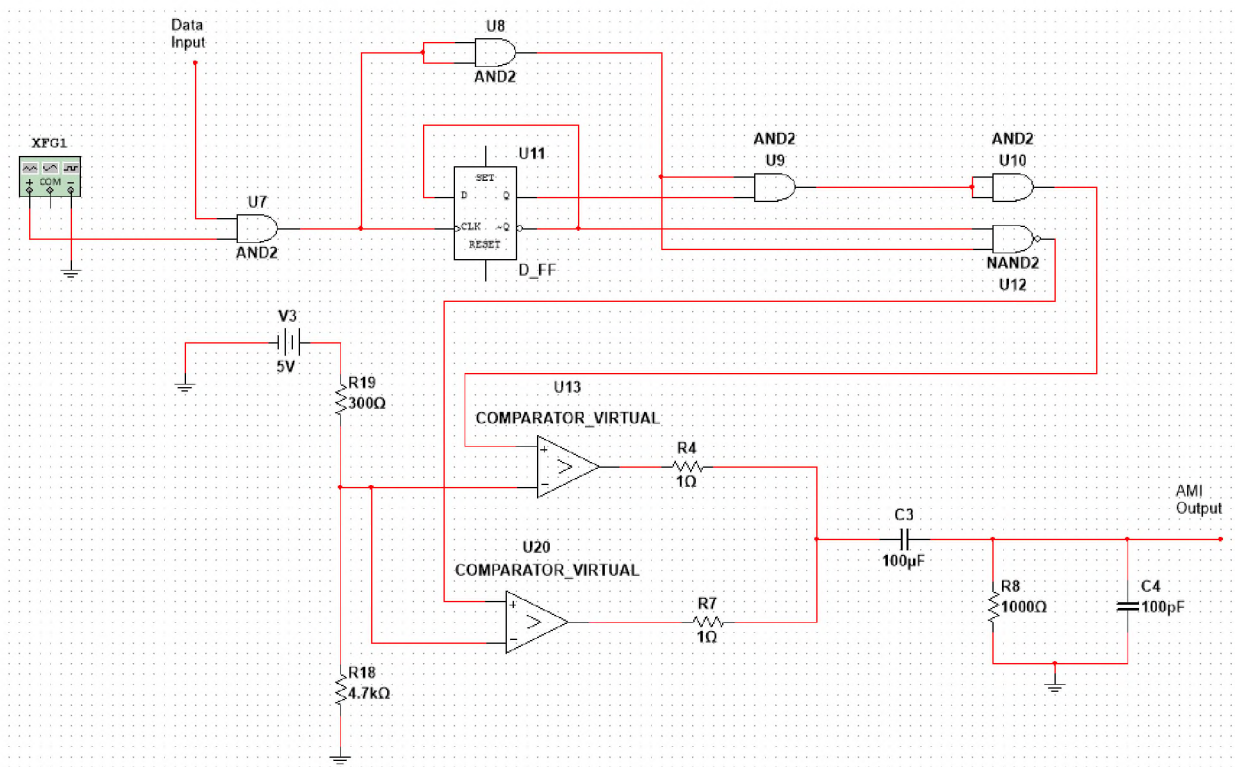 Data
Input
U8
AND2
XFG1
COM
U7
AND2
U11
SET
D
Q
CLK
~Q
RESET
D_FF
AND2
U9
AND2
U10
NAND2
U12
V3
5V
R19
300Ω
U13
COMPARATOR_VIRTUAL
R4
1Ω
U20
COMPARATOR_VIRTUAL
R7
1Ω
R18
4.7kΩ
C3
100µF
R8
1000Ω
C4
100pF
AMI
Output